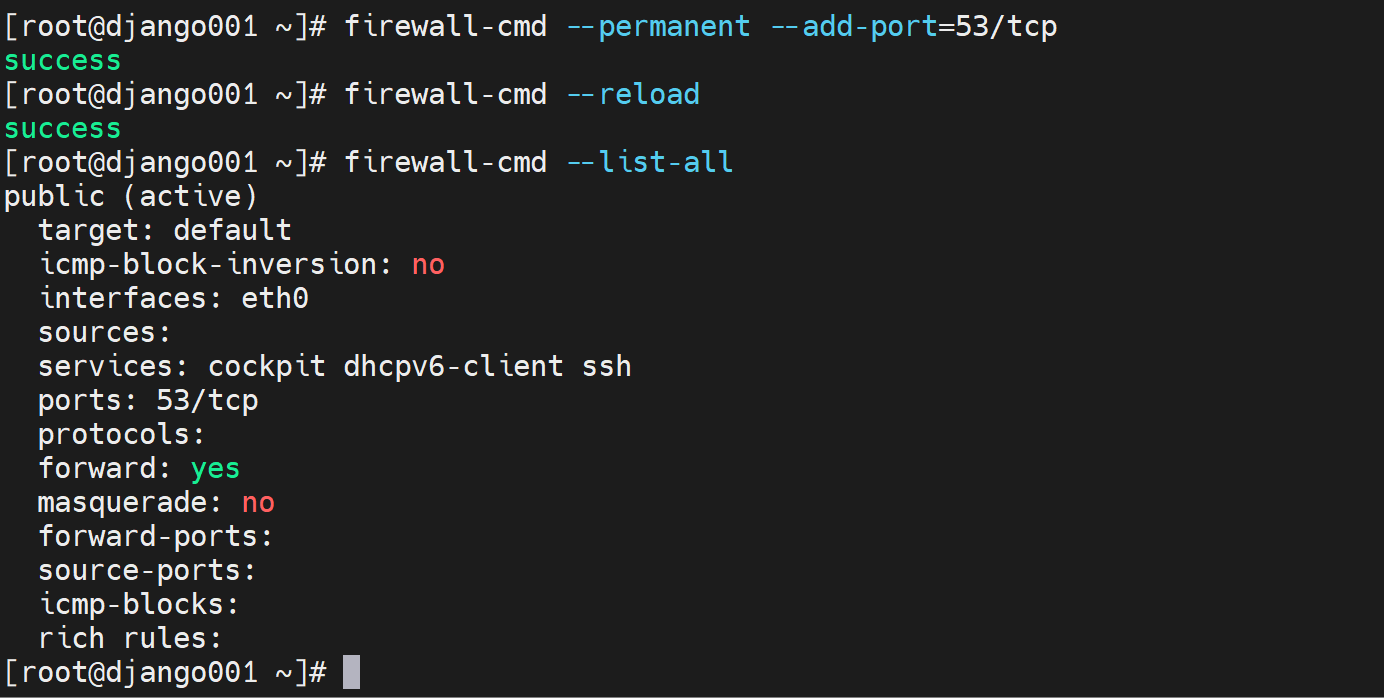 [root@django001 ~]# firewall-cmd --permanent --add-port=53/tcp
success
[root@django001 ~]# firewall-cmd --reload
success
[root@django001 ~]# firewall-cmd --list-all
public (active)
  target: default
  icmp-block-inversion: no
  interfaces: eth0
  sources:
  services: cockpit dhcpv6-client ssh
  ports: 53/tcp
  protocols:
  forward: yes
  masquerade: no
  forward-ports:
  source-ports:
  icmp-blocks:
  rich rules:
[root@django001 ~]#